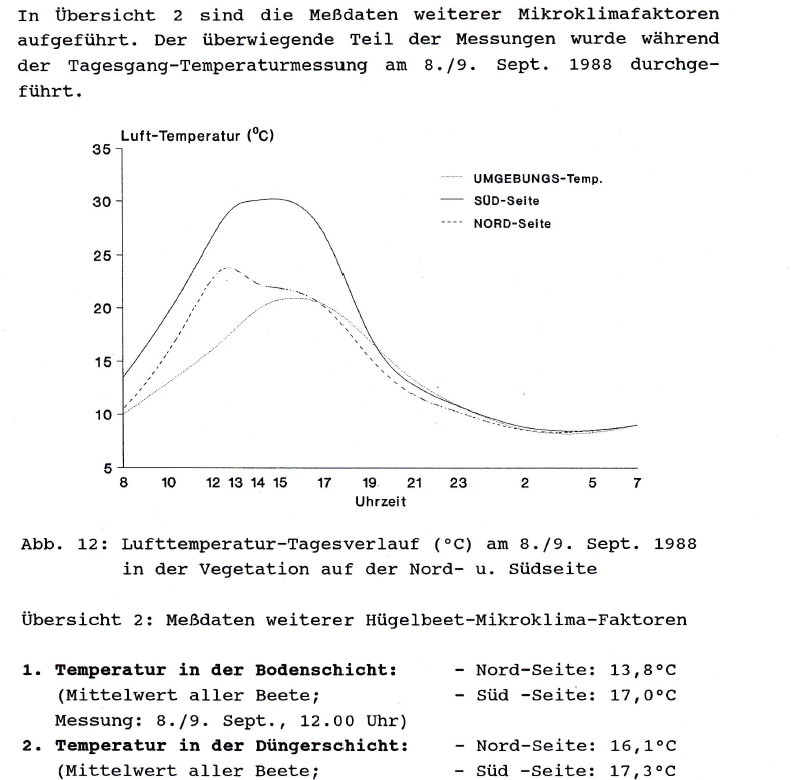 In Übersicht 2 sind die Meßdaten weiterer Mikroklimafaktoren
aufgeführt. Der überwiegende Teil der Messungen wurde während
der Tagesgang-Temperaturmessung am 8./9. Sept. 1988 durchge-
führt.
Luft-Temperatur (⁰C)
35
30
25
20
15
10
5
UMGEBUNGS-Temp.
SÜD-Seite
NORD-Seite
8 10 12 13 14 15 17 19 21 23 2 5 7
Uhrzeit
Abb. 12: Lufttemperatur-Tagesverlauf (°C) am 8./9. Sept. 1988
in der Vegetation auf der Nord- u. Südseite
Übersicht 2: Meßdaten weiterer Hügelbeet-Mikroklima-Faktoren
1. Temperatur in der Bodenschicht: - Nord-Seite: 13,8°C
(Mittelwert aller Beete; - Süd -Seite: 17,0°C
Messung: 8./9. Sept., 12.00 Uhr)
2. Temperatur in der Düngerschicht: - Nord-Seite: 16,1°C
(Mittelwert aller Beete; - Süd -Seite: 17,3°C